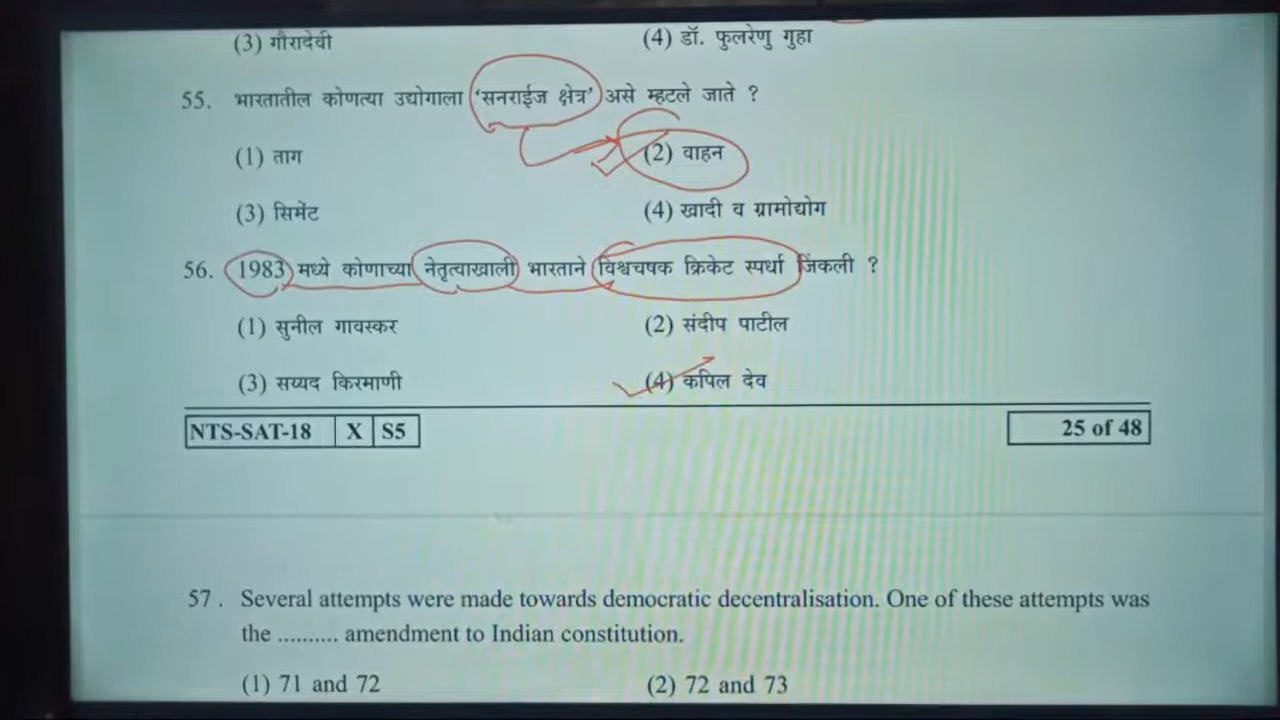 (3) गौरादेवी (4) डॉ. फुलरेणु गुहा
55. भारतातील कोणत्या उद्योगाला 'सनराईज क्षेत्र' असे म्हटले जाते ?
(1) ताग (2) वाहन
(3) सिमेंट (4) खादी व ग्रामोद्योग
56. 1983 मध्ये कोणाच्या नेतृत्वाखाली भारताने विश्वचषक क्रिकेट स्पर्धा जिंकली ?
(1) सुनील गावस्कर (2) संदीप पाटील
(3) सय्यद किरमाणी (4) कपिल देव
NTS-SAT-18 X S5 25 of 48
57 . Several attempts were made towards democratic decentralisation. One of these attempts was
the .......... amendment to Indian constitution.
(1) 71 and 72 (2) 72 and 73